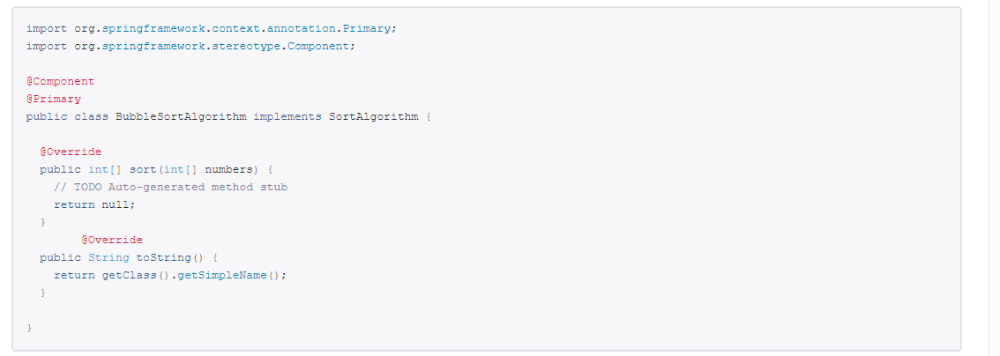 import org.springframework.context.annotation.Primary;
import org.springframework.stereotype.Component;
@Component
@Primary
public class BubbleSortAlgorithm implements SortAlgorithm {
@Override
public int[] sort(int[] numbers) {
// TODO Auto-generated method stub
return null;
}
@Override
public String toString() {
return getClass().getSimpleName();
}
}